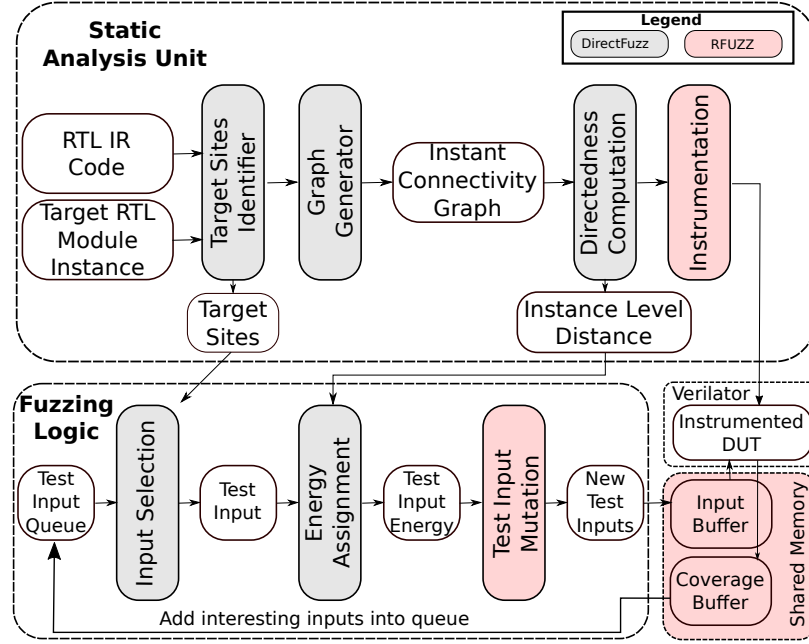 Static
Analysis Unit
Legend
DirectFuzz
RFUZZ
RTL IR
Code
Target RTL
Module
Instance
Target Sites
Identifier
Graph
Generator
Instant
Connectivity
Graph
Directedness
Computation
Instrumentation
Target
Sites
Instance Level
Distance
Fuzzing
Logic
Test
Input
Queue
Input Selection
Test
Input
Energy
Assignment
Test
Input
Energy
Test Input
Mutation
New
Test
Inputs
Verilator
Instrumented
DUT
Input
Buffer
Coverage
Buffer
Shared Memory
Add interesting inputs into queue